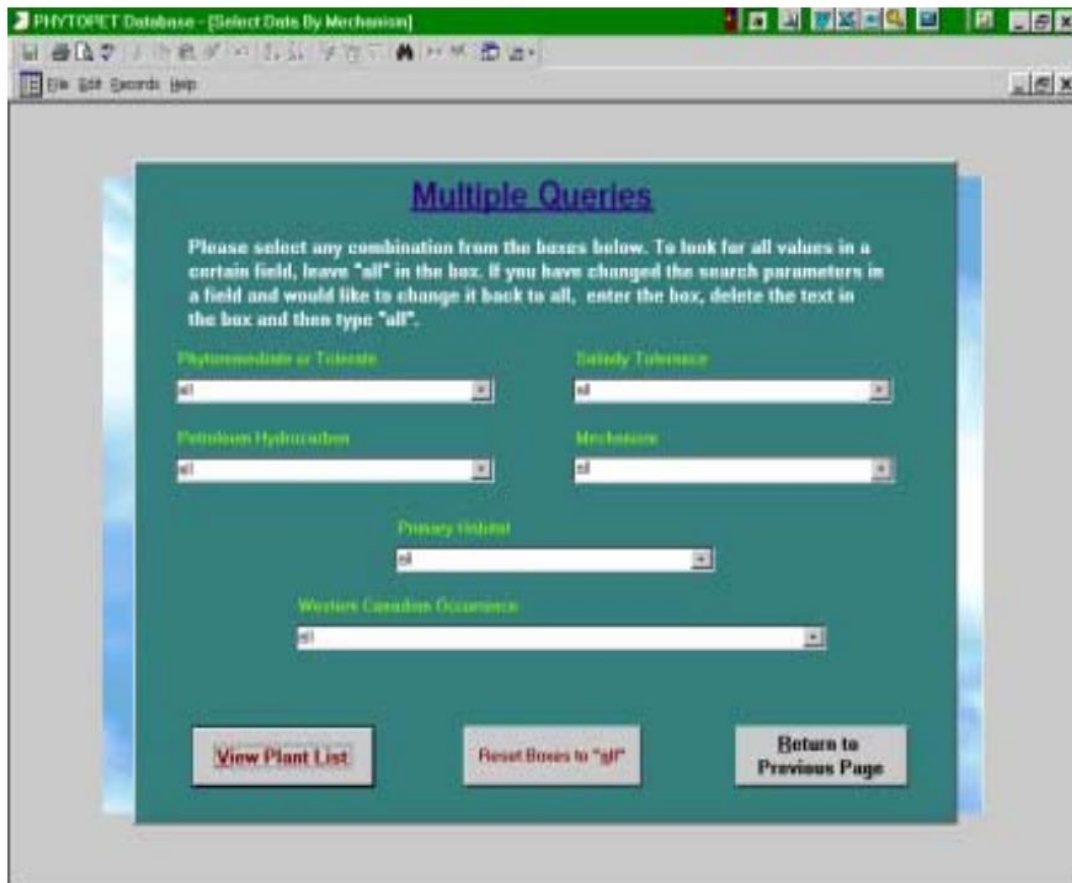 PHYTOPET Database - [Select Data By Mechanism]
File Edit Records Help
Multiple Queries
Please select any combination from the boxes below. To look for all values in a
certain field, leave "all" in the box. If you have changed the search parameters in
a field and would like to change it back to all, enter the box, delete the text in
the box and then type "all".
Phytoremediate or Tolerate
Salinity Tolerance
all
all
Petroleum Hydrocarbon
Mechanism
all
all
Primary Habitat
all
Western Canadian Occurrence
all
View Plant List
Reset Boxes to "all"
Return to
Previous Page